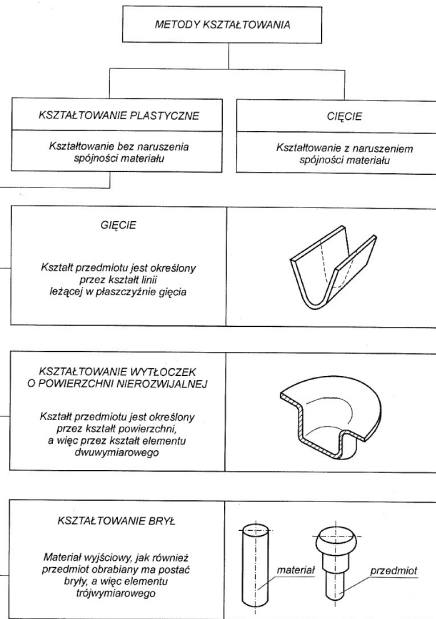 METODY KSZTAŁTOWANIA
KSZTAŁTOWANIE PLASTYCZNE
Kształtowanie bez naruszenia
spójności materiału
CIĘCIE
Kształtowanie z naruszeniem
spójności materiału
GIĘCIE
Kształt przedmiotu jest określony
przez kształt linii
leżącej w płaszczyźnie gięcia
KSZTAŁTOWANIE WYTŁOCZEK
O POWIERZCHNI NIEROZWIJALNEJ
Kształt przedmiotu jest określony
przez kształt powierzchni,
a więc przez kształt elementu
dwuwymiarowego
KSZTAŁTOWANIE BRYŁ
Materiał wyjściowy, jak również
przedmiot obrabiany ma postać
bryły, a więc elementu
trójwymiarowego
materiał
przedmiot